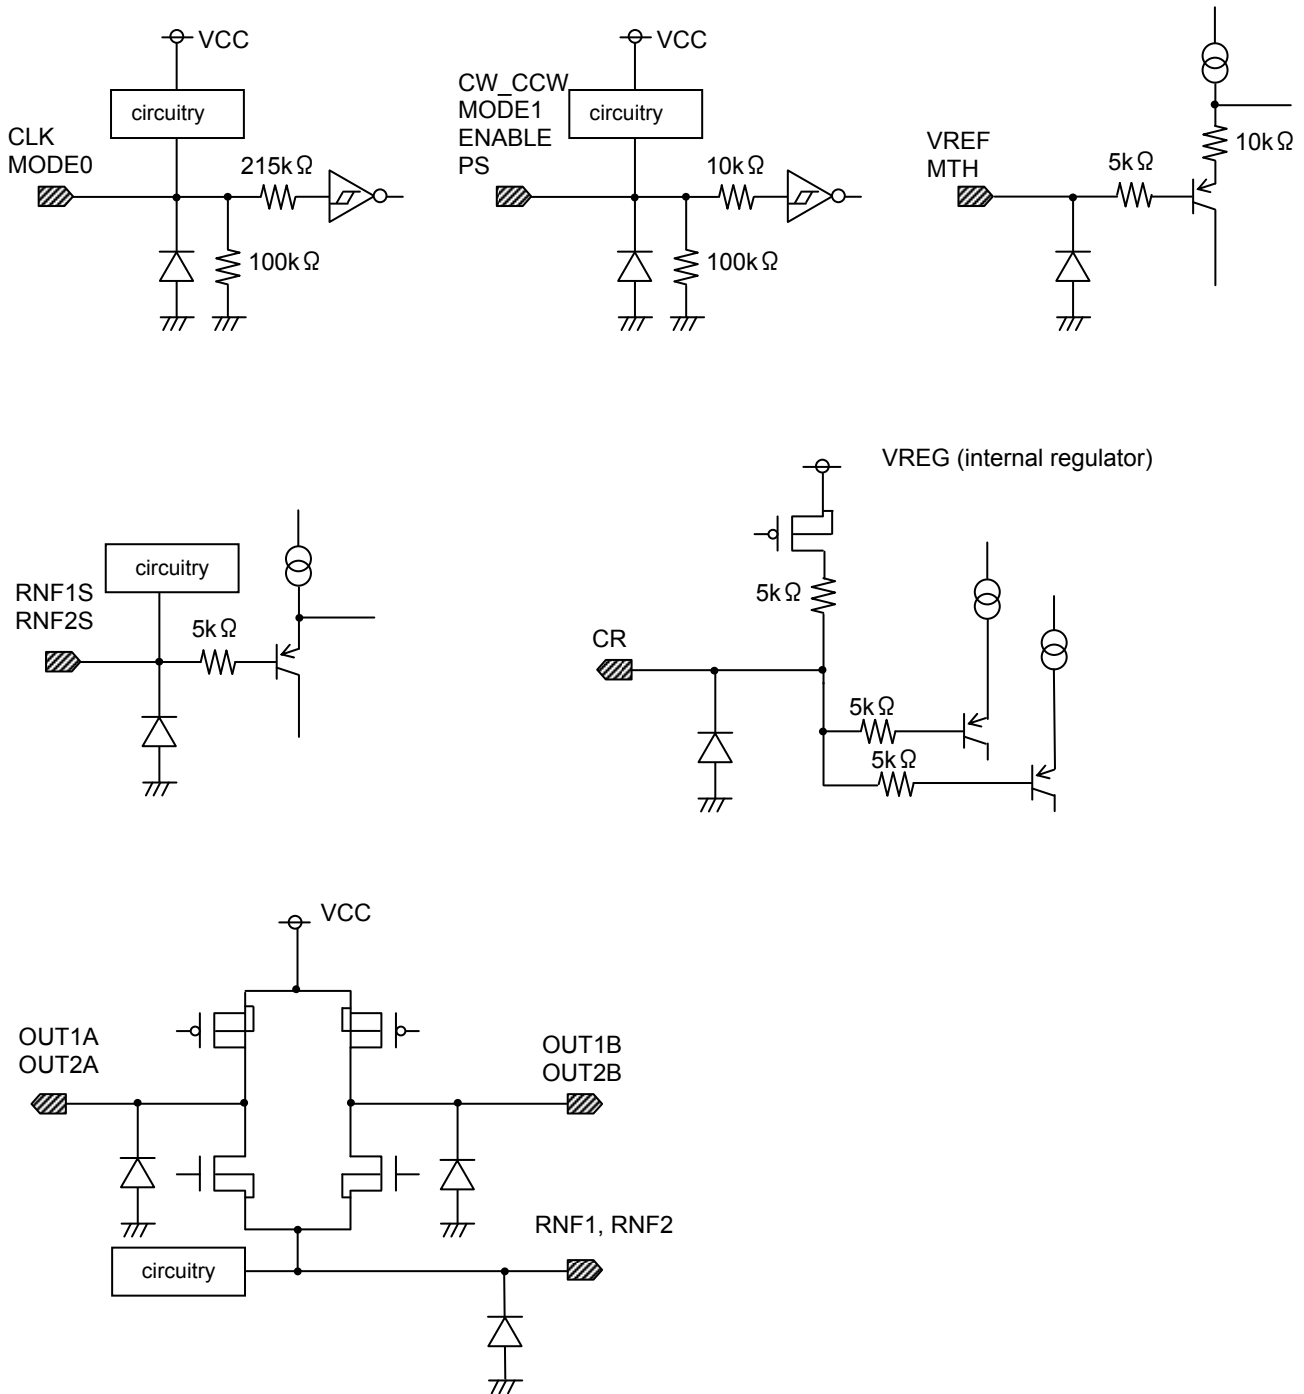 VCC
circuitry
CLK
MODE0
215kΩ
100kΩ
VCC
CW_CCW
MODE1
ENABLE
PS
circuitry
10kΩ
100kΩ
VREF
MTH
5kΩ
10kΩ
circuitry
RNF1S
RNF2S
5kΩ
VREG (internal regulator)
5kΩ
CR
5kΩ
5kΩ
VCC
OUT1A
OUT2A
OUT1B
OUT2B
RNF1, RNF2
circuitry